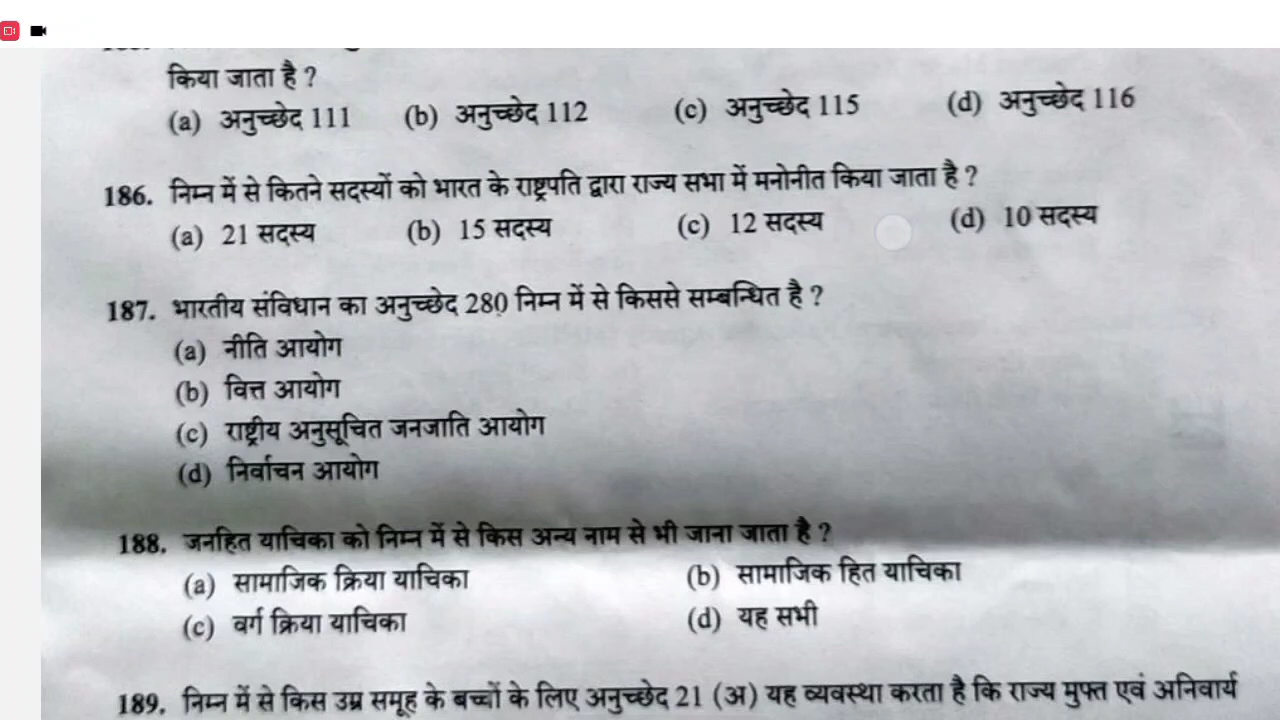 किया जाता है ?
(a) अनुच्छेद 111 (b) अनुच्छेद 112 (c) अनुच्छेद 115 (d) अनुच्छेद 116
186. निम्न में से कितने सदस्यों को भारत के राष्ट्रपति द्वारा राज्य सभा में मनोनीत किया जाता है ?
(a) 21 सदस्य (b) 15 सदस्य (c) 12 सदस्य (d) 10 सदस्य
187. भारतीय संविधान का अनुच्छेद 280 निम्न में से किससे सम्बन्धित है ?
(a) नीति आयोग
(b) वित्त आयोग
(c) राष्ट्रीय अनुसूचित जनजाति आयोग
(d) निर्वाचन आयोग
188. जनहित याचिका को निम्न में से किस अन्य नाम से भी जाना जाता है ?
(a) सामाजिक क्रिया याचिका (b) सामाजिक हित याचिका
(c) वर्ग क्रिया याचिका (d) यह सभी
189. निम्न में से किस उम्र समूह के बच्चों के लिए अनुच्छेद 21 (अ) यह व्यवस्था करता है कि राज्य मुफ्त एवं अनिवार्य